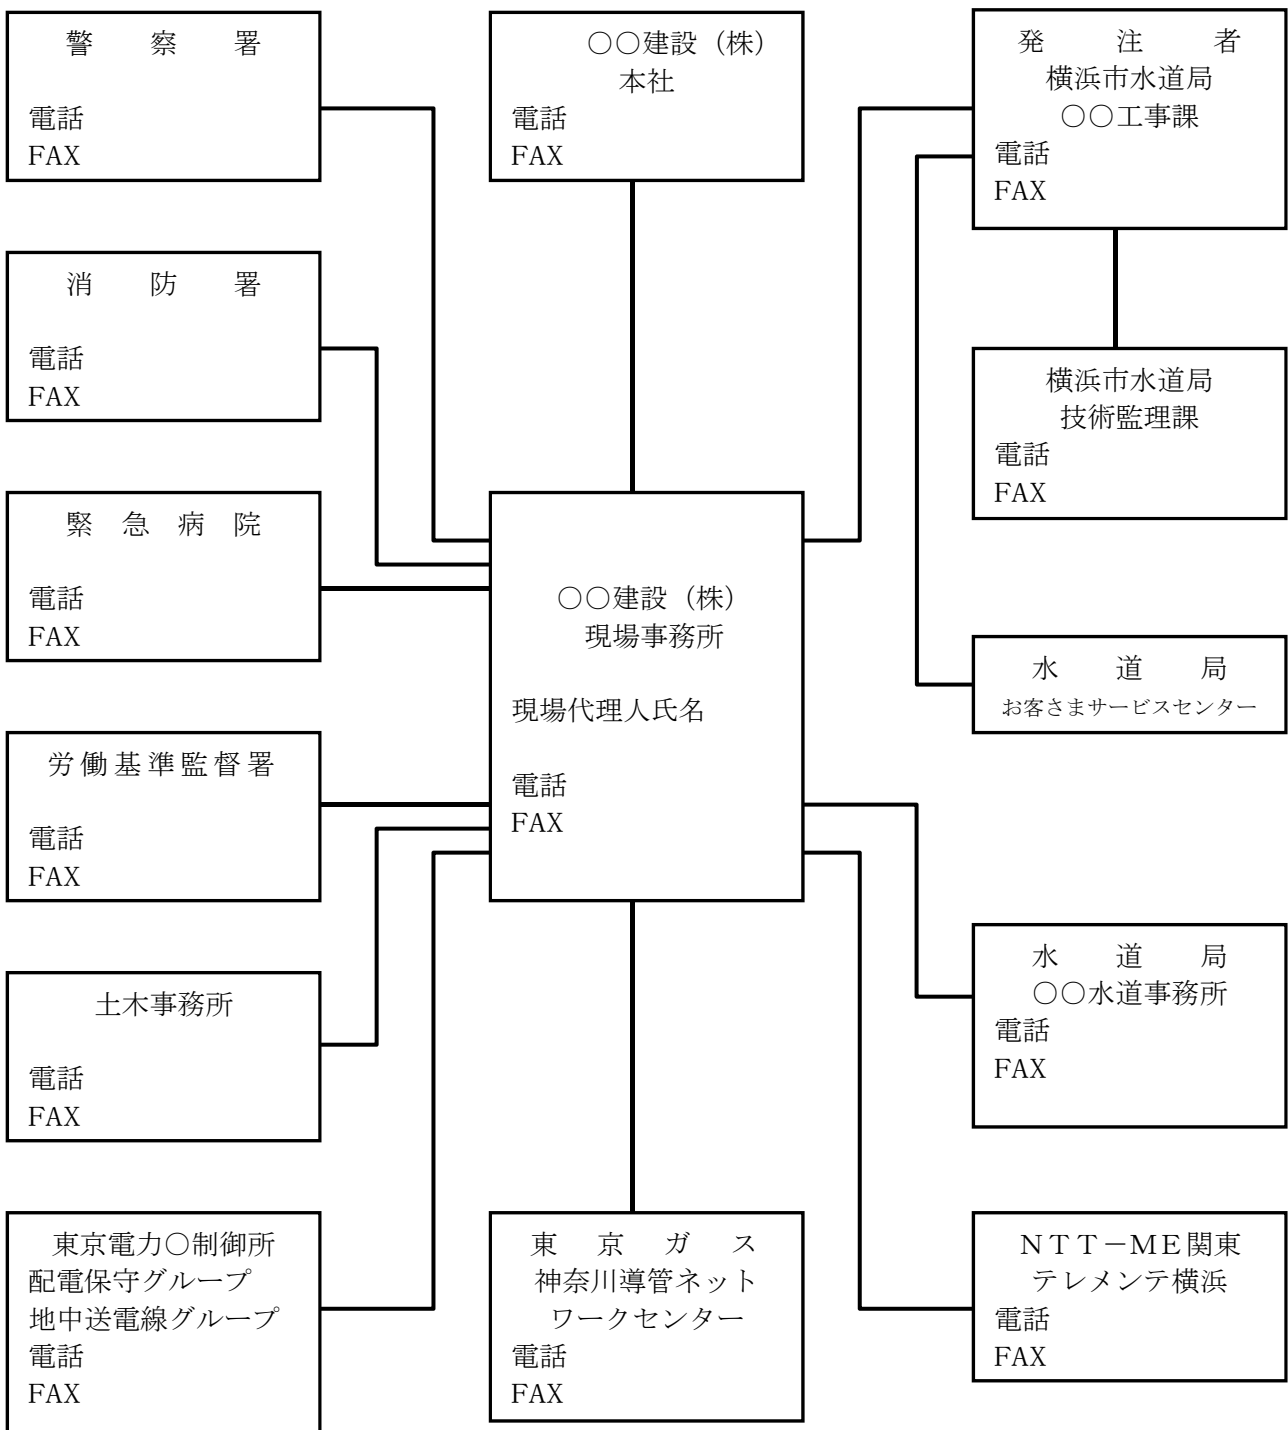 警　察　署
電話
FAX
○○建設（株）
本社
電話
FAX
発　注　者
横浜市水道局
○○工事課
電話
FAX
消　防　署
電話
FAX
横浜市水道局
技術監理課
電話
FAX
緊　急　病　院
電話
FAX
○○建設（株）
現場事務所
現場代理人氏名
電話
FAX
水　道　局
お客さまサービスセンター
労働基準監督署
電話
FAX
水　道　局
○○水道事務所
電話
FAX
土木事務所
電話
FAX
東京電力○制御所
配電保守グループ
地中送電線グループ
電話
FAX
東　京　ガ　ス
神奈川導管ネット
ワークセンター
電話
FAX
ＮＴＴ－ＭＥ関東
テレメンテ横浜
電話
FAX